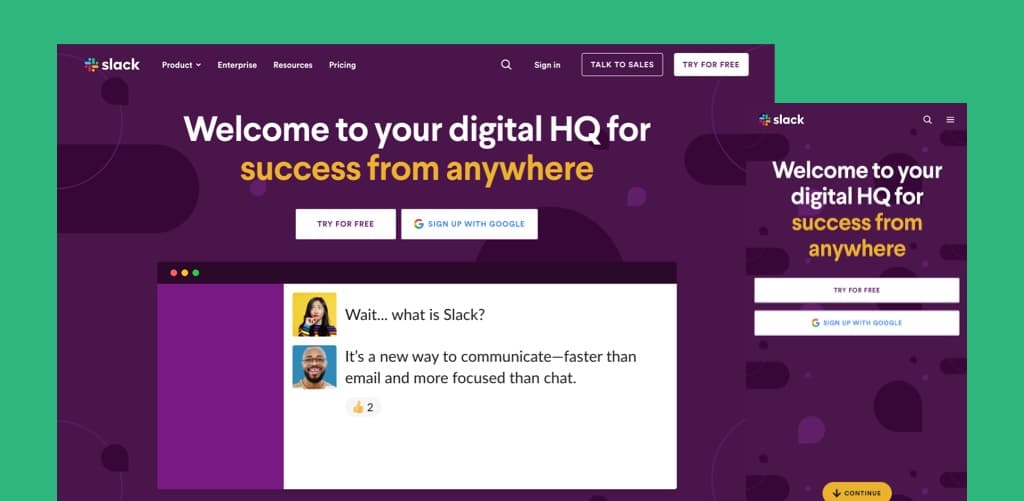 slack
Product
Enterprise
Resources
Pricing
Sign in
TALK TO SALES
TRY FOR FREE
Welcome to your digital HQ for
success from anywhere
TRY FOR FREE
SIGN UP WITH GOOGLE
Wait... what is Slack?
It's a new way to communicate—faster than
email and more focused than chat.
👍 2
slack
Welcome to your
digital HQ for
success from
anywhere
TRY FOR FREE
SIGN UP WITH GOOGLE
CONTINUE